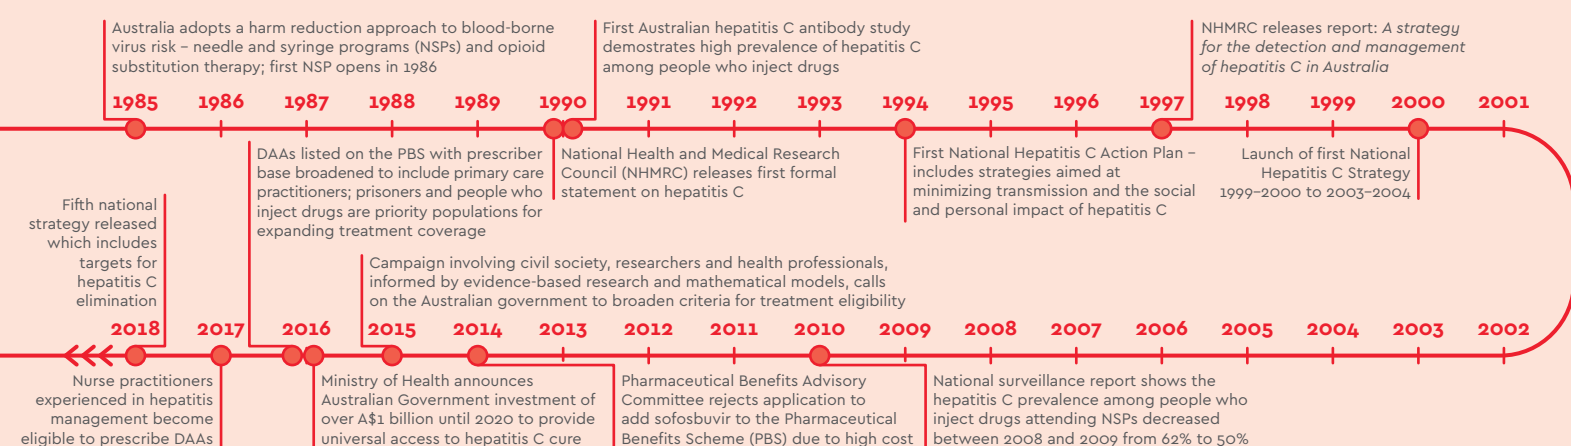 Australia adopts a harm reduction approach to blood-borne
virus risk – needle and syringe programs (NSPs) and opioid
substitution therapy; first NSP opens in 1986
First Australian hepatitis C antibody study
demostrates high prevalence of hepatitis C
among people who inject drugs
NHMRC releases report: A strategy
for the detection and management
of hepatitis C in Australia
1985 1986 1987 1988 1989 1990 1991 1992 1993 1994 1995 1996 1997 1998 1999 2000 2001
DAAs listed on the PBS with prescriber
base broadened to include primary care
practitioners; prisoners and people who
inject drugs are priority populations for
expanding treatment coverage
National Health and Medical Research
Council (NHMRC) releases first formal
statement on hepatitis C
First National Hepatitis C Action Plan –
includes strategies aimed at
minimizing transmission and the social
and personal impact of hepatitis C
Launch of first National
Hepatitis C Strategy
1999–2000 to 2003–2004
Fifth national
strategy released
which includes
targets for
hepatitis C
elimination
Campaign involving civil society, researchers and health professionals,
informed by evidence-based research and mathematical models, calls
on the Australian government to broaden criteria for treatment eligibility
2018 2017 2016 2015 2014 2013 2012 2011 2010 2009 2008 2007 2006 2005 2004 2003 2002
Nurse practitioners
experienced in hepatitis
management become
eligible to prescribe DAAs
Ministry of Health announces
Australian Government investment of
over A$1 billion until 2020 to provide
universal access to hepatitis C cure
Pharmaceutical Benefits Advisory
Committee rejects application to
add sofosbuvir to the Pharmaceutical
Benefits Scheme (PBS) due to high cost
National surveillance report shows the
hepatitis C prevalence among people who
inject drugs attending NSPs decreased
between 2008 and 2009 from 62% to 50%